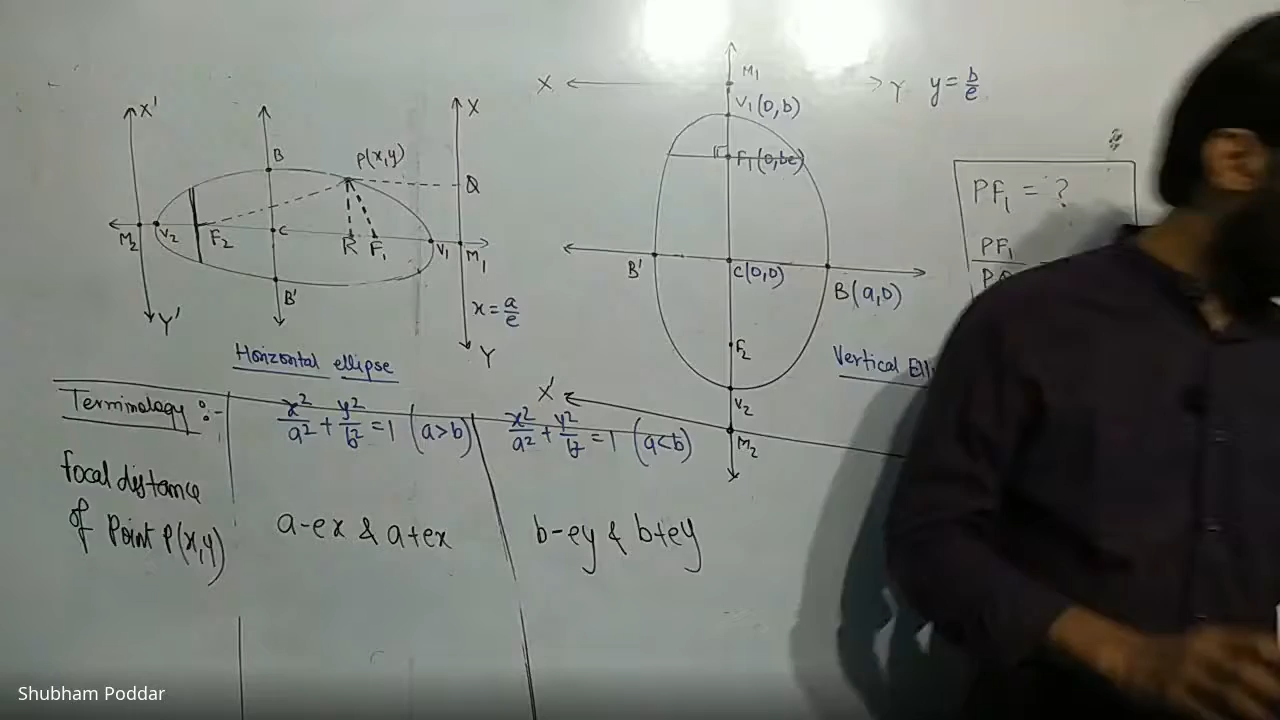 X'
X
B
P(x,y)
Q
M₂
V₂
F₂
C
R
F₁
V₁
M₁
B'
Y'
x = a/e
Y
Horizontal ellipse
X
M₁
Y
y = b/e
V₁(0,b)
F₁(0,be)
B'
C(0,0)
B(a,0)
F₂
V₂
X'
M₂
PF₁ = ?
PF₁
Vertical Elli
Terminology :-
x²/a² + y²/b² = 1 (a>b)
x²/a² + y²/b² = 1 (a<b)
focal distance
of Point P(x,y)
a-ex & a+ex
b-ey & b+ey
Shubham Poddar